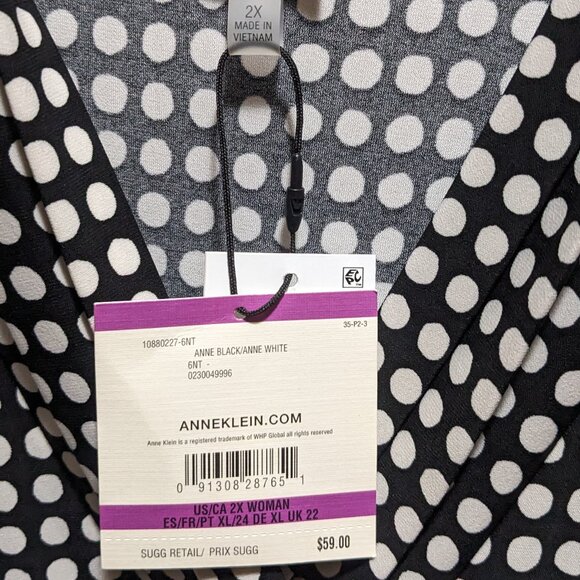 2X
MADE IN
VIETNAM
35-P2-3
10880227-6NT
ANNE BLACK/ANNE WHITE
6NT -
0230049996
ANNEKLEIN.COM
Anne Klein is a registered trademark of WHP Global all rights reserved
0 91308 28765 1
US/CA 2X WOMAN
ES/FR/PT XL/24 DE XL UK 22
SUGG RETAIL/ PRIX SUGG $59.00